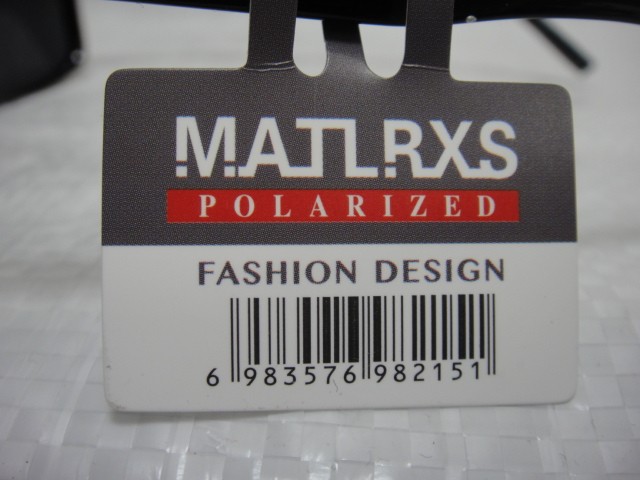 MATLRXS
POLARIZED
FASHION DESIGN
6 983576 982151